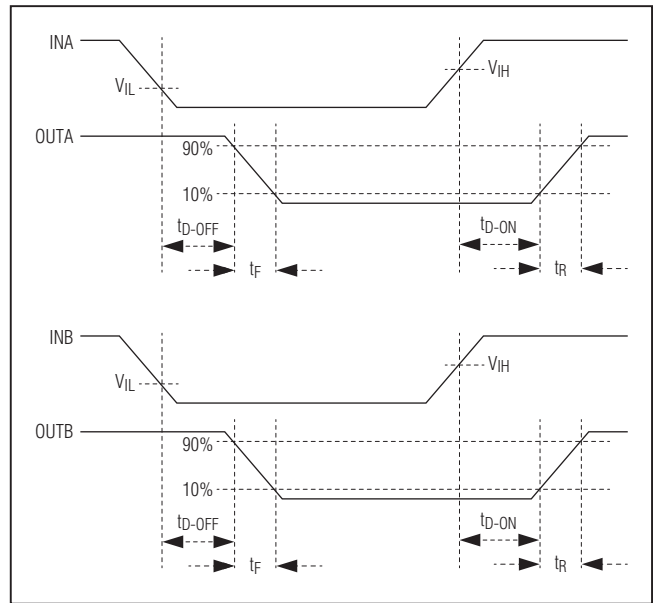 INA
VIH
VIL
OUTA
90%
10%
tD-OFF
tD-ON
tF
tR
INB
VIH
VIL
OUTB
90%
10%
tD-OFF
tD-ON
tF
tR